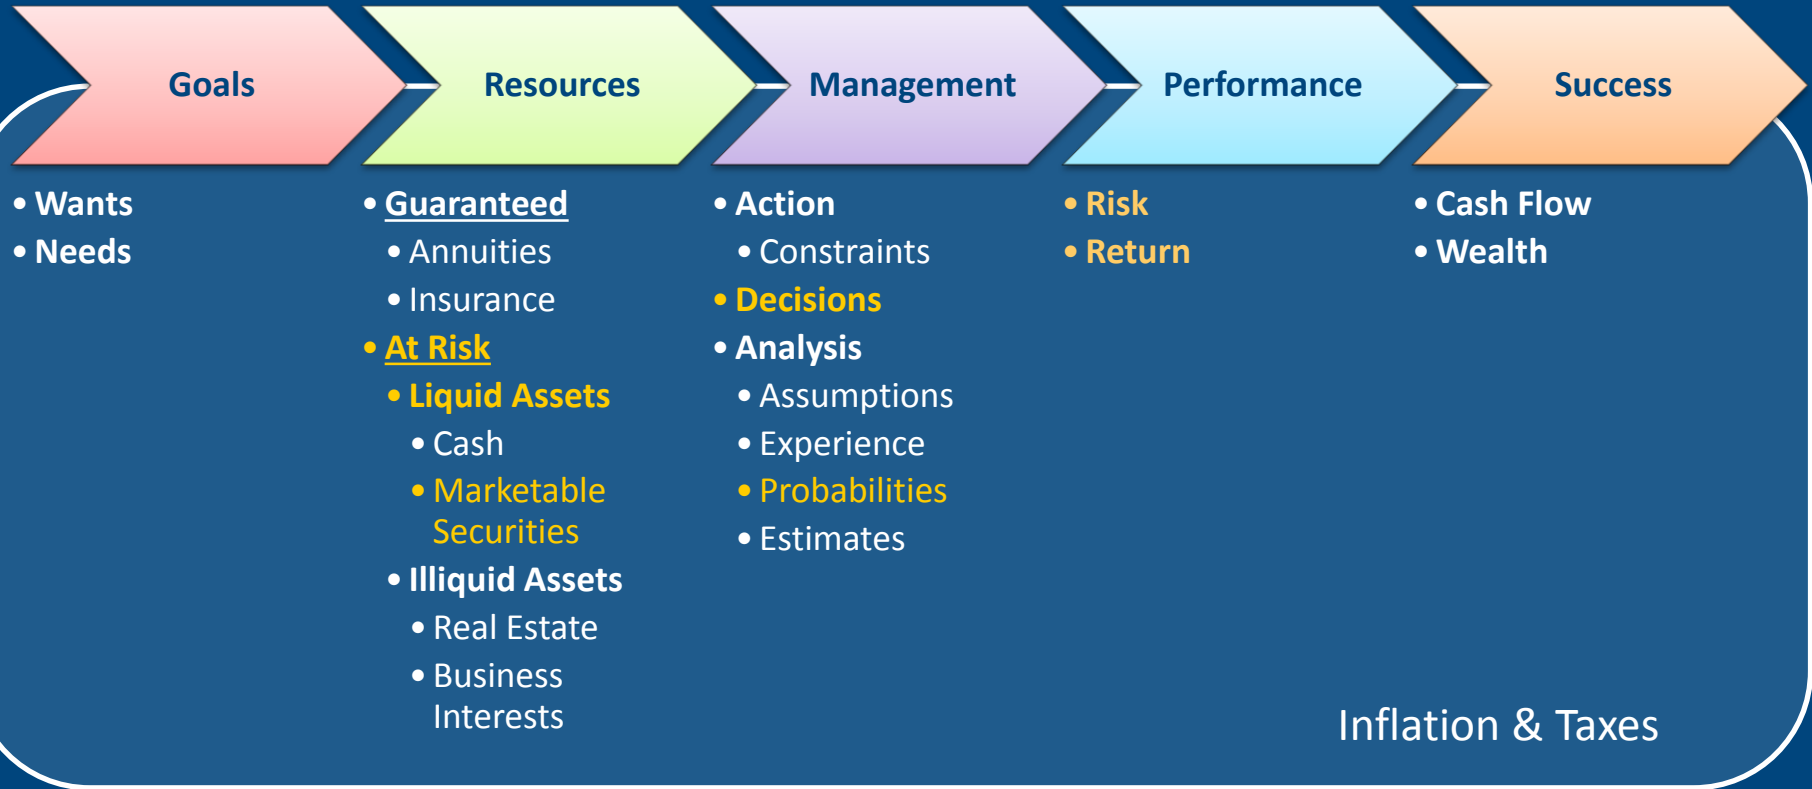 Goals
Resources
Management
Performance
Success
• Wants
• Needs
• Guaranteed
• Annuities
• Insurance
• At Risk
• Liquid Assets
• Cash
• Marketable
Securities
• Illiquid Assets
• Real Estate
• Business
Interests
• Action
• Constraints
• Decisions
• Analysis
• Assumptions
• Experience
• Probabilities
• Estimates
• Risk
• Return
• Cash Flow
• Wealth
Inflation & Taxes